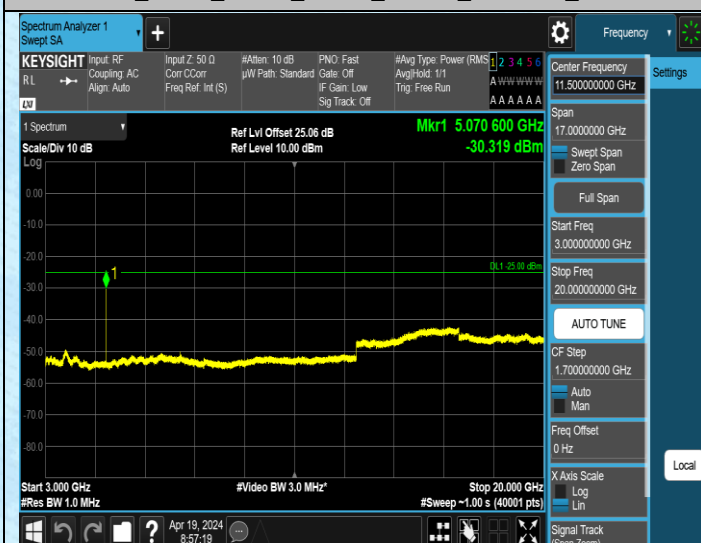 Spectrum Analyzer 1
Swept SA
+
Frequency
KEYSIGHT
R L
LXI
Input: RF
Coupling: AC
Align: Auto
Input Z: 50 Ω
Corr CCorr
Freq Ref: Int (S)
#Atten: 10 dB
µW Path: Standard
PNO: Fast
Gate: Off
IF Gain: Low
Sig Track: Off
#Avg Type: Power (RMS
Avg|Hold: 1/1
Trig: Free Run
1 2 3 4 5 6
A W W W W W
A A A A A A
1 Spectrum
Scale/Div 10 dB
Log
Ref Lvl Offset 25.06 dB
Ref Level 10.00 dBm
Mkr1 5.070 600 GHz
-30.319 dBm
0.00
-10.0
-20.0
-30.0
-40.0
-50.0
-60.0
-70.0
-80.0
1
DL1 -25.00 dBm
Start 3.000 GHz
#Res BW 1.0 MHz
#Video BW 3.0 MHz*
Stop 20.000 GHz
#Sweep ~1.00 s (40001 pts)
Center Frequency
11.500000000 GHz
Settings
Span
17.0000000 GHz
Swept Span
Zero Span
Full Span
Start Freq
3.000000000 GHz
Stop Freq
20.000000000 GHz
AUTO TUNE
CF Step
1.700000000 GHz
Auto
Man
Freq Offset
0 Hz
X Axis Scale
Log
Lin
Local
Signal Track
(Span Zoom)
?
Apr 19, 2024
8:57:19